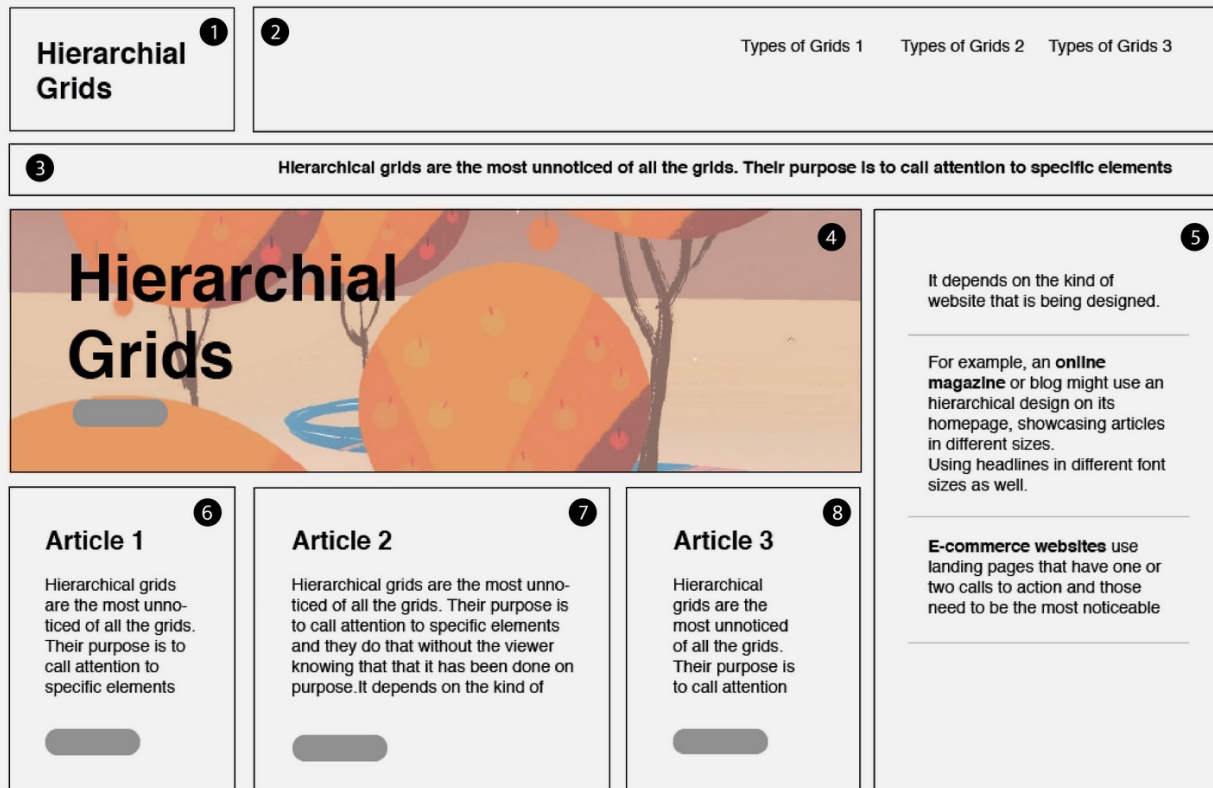 Hierarchial
Grids
1
2
Types of Grids 1
Types of Grids 2
Types of Grids 3
3
Hierarchical grids are the most unnoticed of all the grids. Their purpose is to call attention to specific elements
Hierarchial
Grids
4
5
It depends on the kind of
website that is being designed.
For example, an online
magazine or blog might use an
hierarchical design on its
homepage, showcasing articles
in different sizes.
Using headlines in different font
sizes as well.
E-commerce websites use
landing pages that have one or
two calls to action and those
need to be the most noticeable
6
Article 1
Hierarchical grids
are the most unno-
ticed of all the grids.
Their purpose is to
call attention to
specific elements
7
Article 2
Hierarchical grids are the most unno-
ticed of all the grids. Their purpose is
to call attention to specific elements
and they do that without the viewer
knowing that that it has been done on
purpose.It depends on the kind of
8
Article 3
Hierarchical
grids are the
most unnoticed
of all the grids.
Their purpose is
to call attention